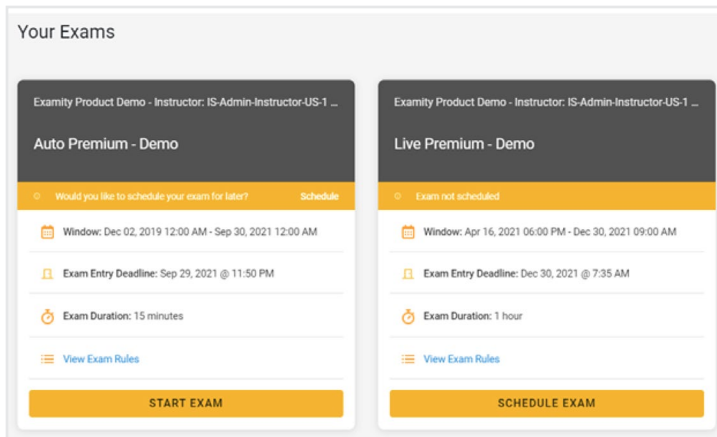 Your Exams
Examity Product Demo - Instructor: IS-Admin-Instructor-US-1 ...
Auto Premium - Demo
Would you like to schedule your exam for later? Schedule
Window: Dec 02, 2019 12:00 AM - Sep 30, 2021 12:00 AM
Exam Entry Deadline: Sep 29, 2021 @ 11:50 PM
Exam Duration: 15 minutes
View Exam Rules
START EXAM
Examity Product Demo - Instructor: IS-Admin-Instructor-US-1 ...
Live Premium - Demo
Exam not scheduled
Window: Apr 16, 2021 06:00 PM - Dec 30, 2021 09:00 AM
Exam Entry Deadline: Dec 30, 2021 @ 7:35 AM
Exam Duration: 1 hour
View Exam Rules
SCHEDULE EXAM